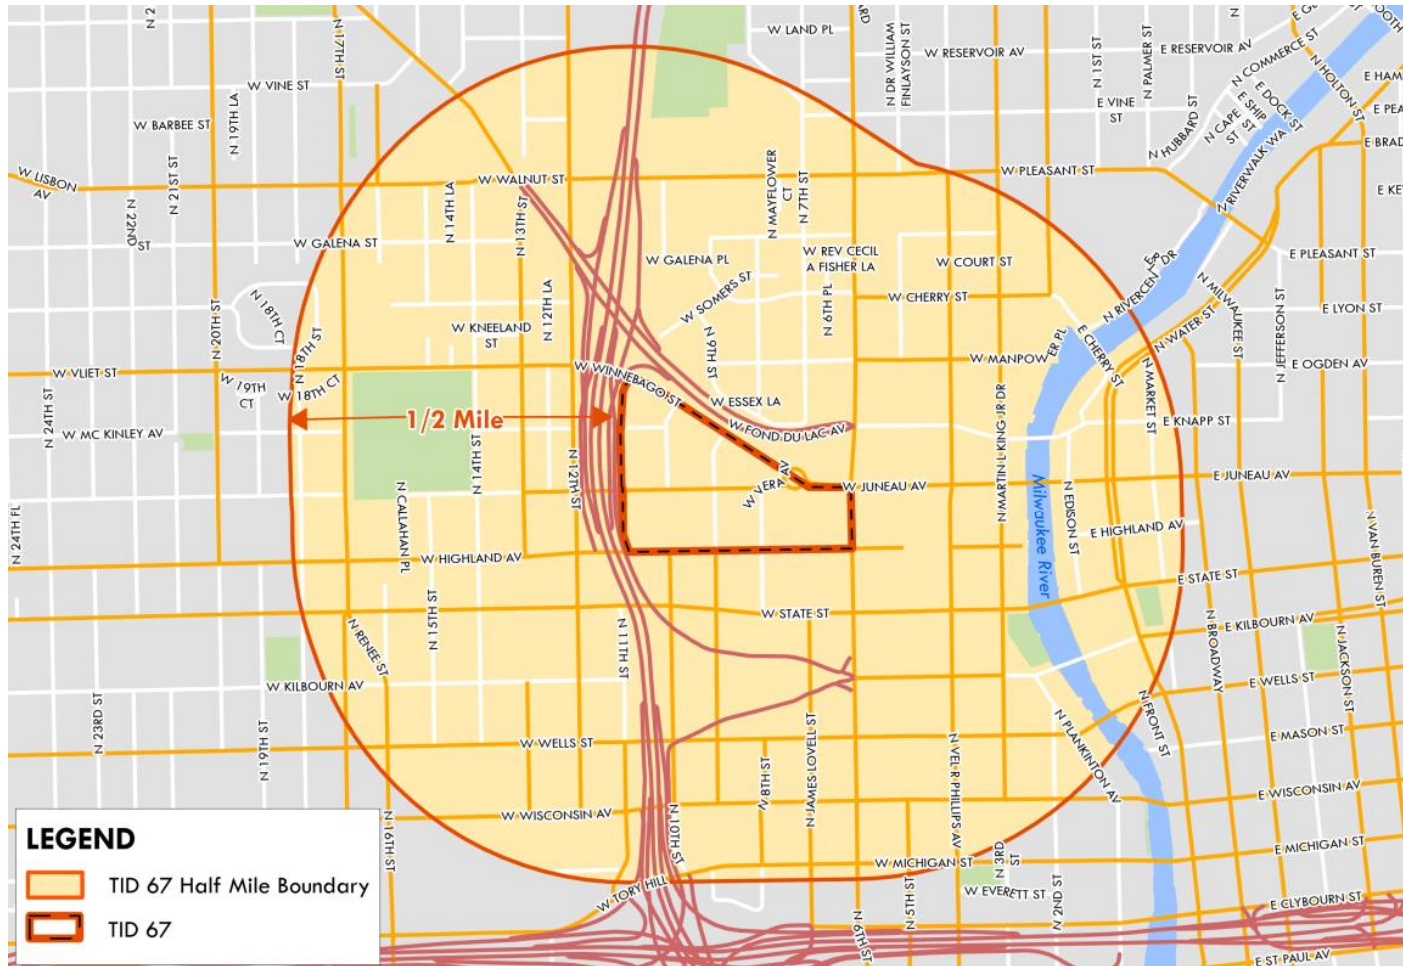 N 2
N 17TH ST
W LAND PL
N DR WILLIAM
FINLAYSON ST
W RESERVOIR AV
N 1ST ST
N PALMER ST
E RESERVOIR AV
N COMMERCE ST
N HOLTON ST
W VINE ST
N 19TH LA
W BARBEE ST
E VINE
ST
N HUBBARD ST
N CAPE
ST
E SHIP
ST
E DOCK ST
E HAM
E PEA
E BRAD
W LISBON
AV
N 21ST ST
N 22ND
ST
N 14TH LA
W WALNUT ST
N 13TH ST
N MAYFLOWER
CT
N 7TH ST
W PLEASANT ST
N RIVERWALK WA
E KE
W GALENA ST
W GALENA PL
W REV CECIL
A FISHER LA
W COURT ST
E PLEASANT ST
N RIVERCENTER DR
N MILWAUKEE ST
N 20TH ST
N 18TH CT
N 18TH ST
W KNEELAND
ST
N 12TH LA
W SOMERS ST
N 9TH ST
N 6TH PL
W CHERRY ST
N WATER ST
N JEFFERSON ST
E LYON ST
W VLIET ST
W 19TH
CT
W 18TH CT
W WINNEBAGO ST
W ESSEX LA
W MANPOWER PL
E CHERRY ST
N MARKET ST
E OGDEN AV
N 24TH ST
W MC KINLEY AV
1/2 Mile
N 14TH ST
W FOND DU LAC AV
N MARTIN L KING JR DR
E KNAPP ST
N 24TH PL
N CALLAHAN PL
N 12TH ST
W VERA AV
W JUNEAU AV
Milwaukee River
N EDISON ST
E JUNEAU AV
E HIGHLAND AV
N VAN BUREN ST
W HIGHLAND AV
E STATE ST
N RENEE ST
N 15TH ST
N 11TH ST
W STATE ST
N BROADWAY
E KILBOURN AV
N JACKSON ST
N 23RD ST
W KILBOURN AV
E WELLS ST
N 19TH ST
W WELLS ST
N 8TH ST
N JAMES LOVELL ST
N VEL R PHILLIPS AV
N PLANKINTON AV
N FRONT ST
E MASON ST
W WISCONSIN AV
E WISCONSIN AV
N 16TH ST
N 10TH ST
W MICHIGAN ST
N 3RD
ST
E MICHIGAN ST
W TORY HILL
N 6TH ST
N 5TH ST
W EVERETT ST
N 2ND ST
E CLYBOURN ST
E ST PAUL AV
LEGEND
TID 67 Half Mile Boundary
TID 67